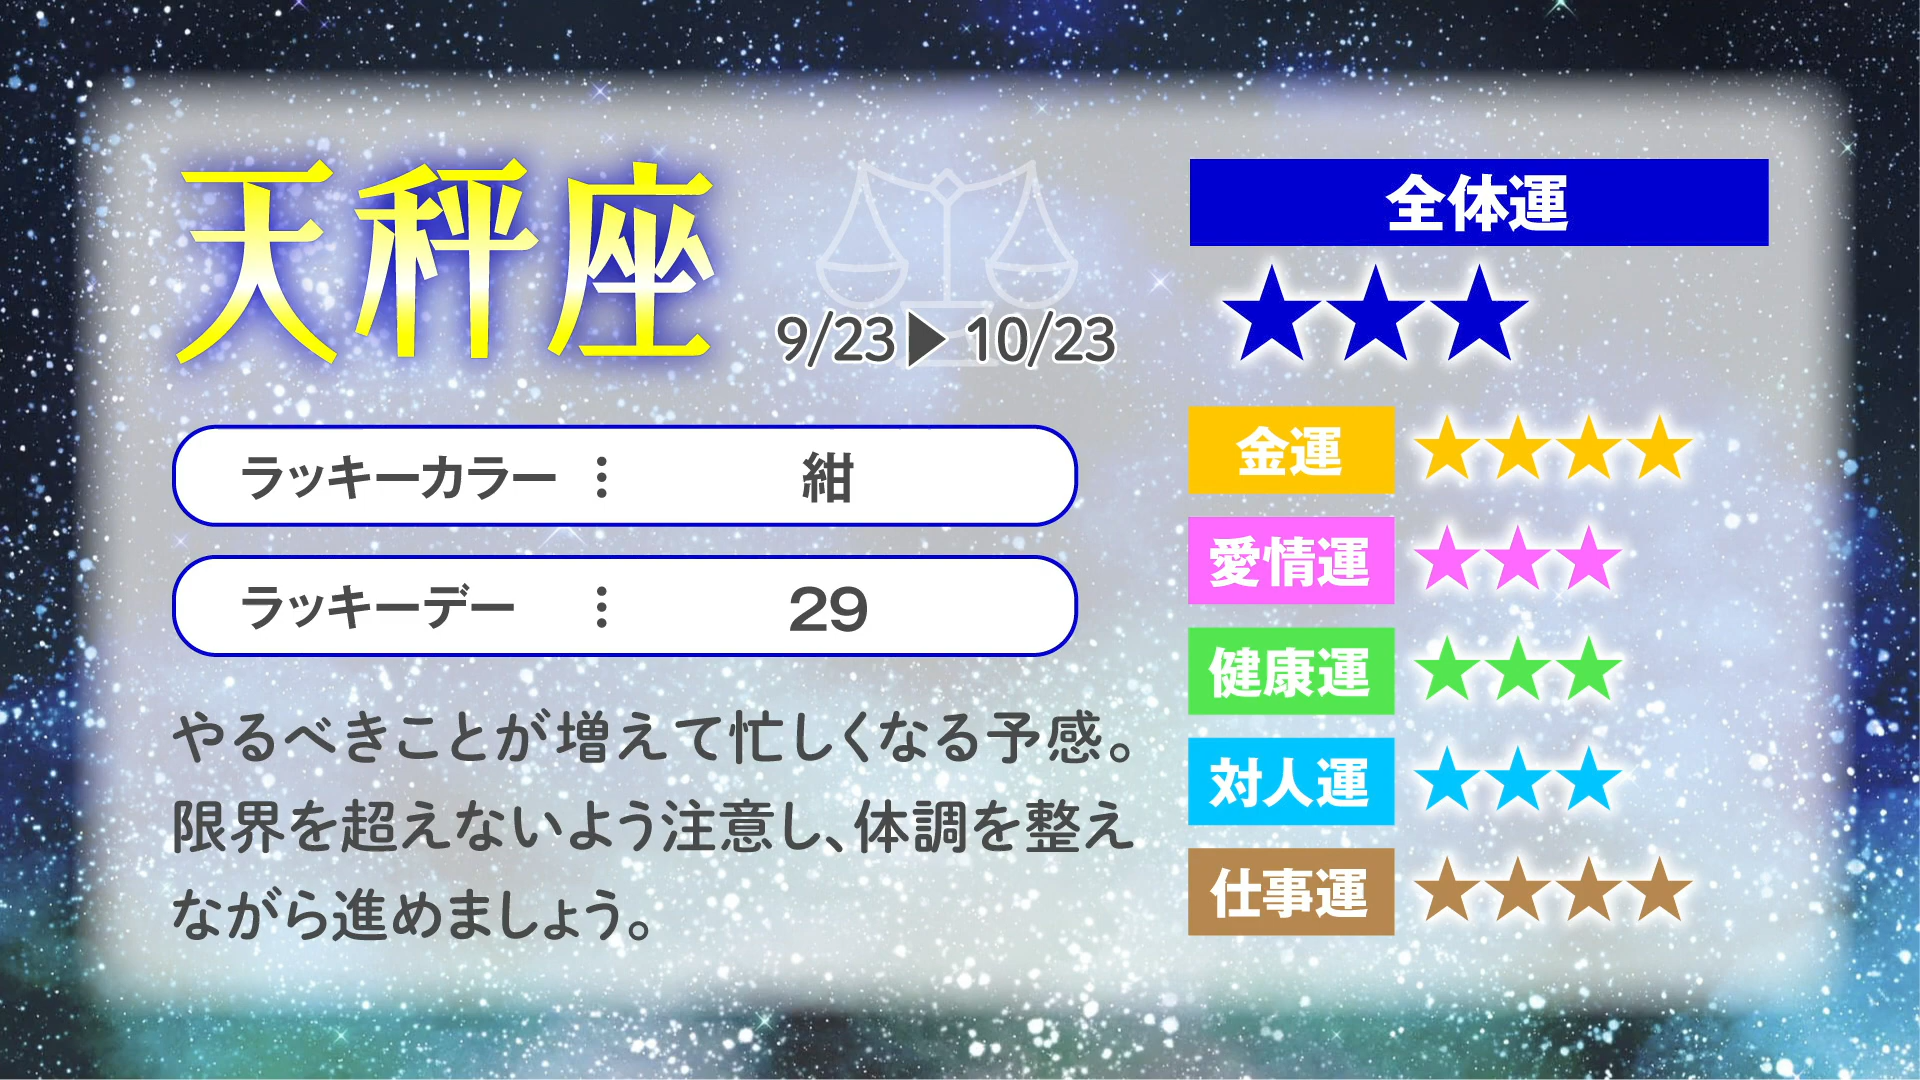 天秤座
9/23▶10/23
ラッキーカラー ⋮ 紺
ラッキーデー ⋮ 29
やるべきことが増えて忙しくなる予感。
限界を超えないよう注意し、体調を整え
ながら進めましょう。
全体運
★★★
金運 ★★★★
愛情運 ★★★
健康運 ★★★
対人運 ★★★
仕事運 ★★★★